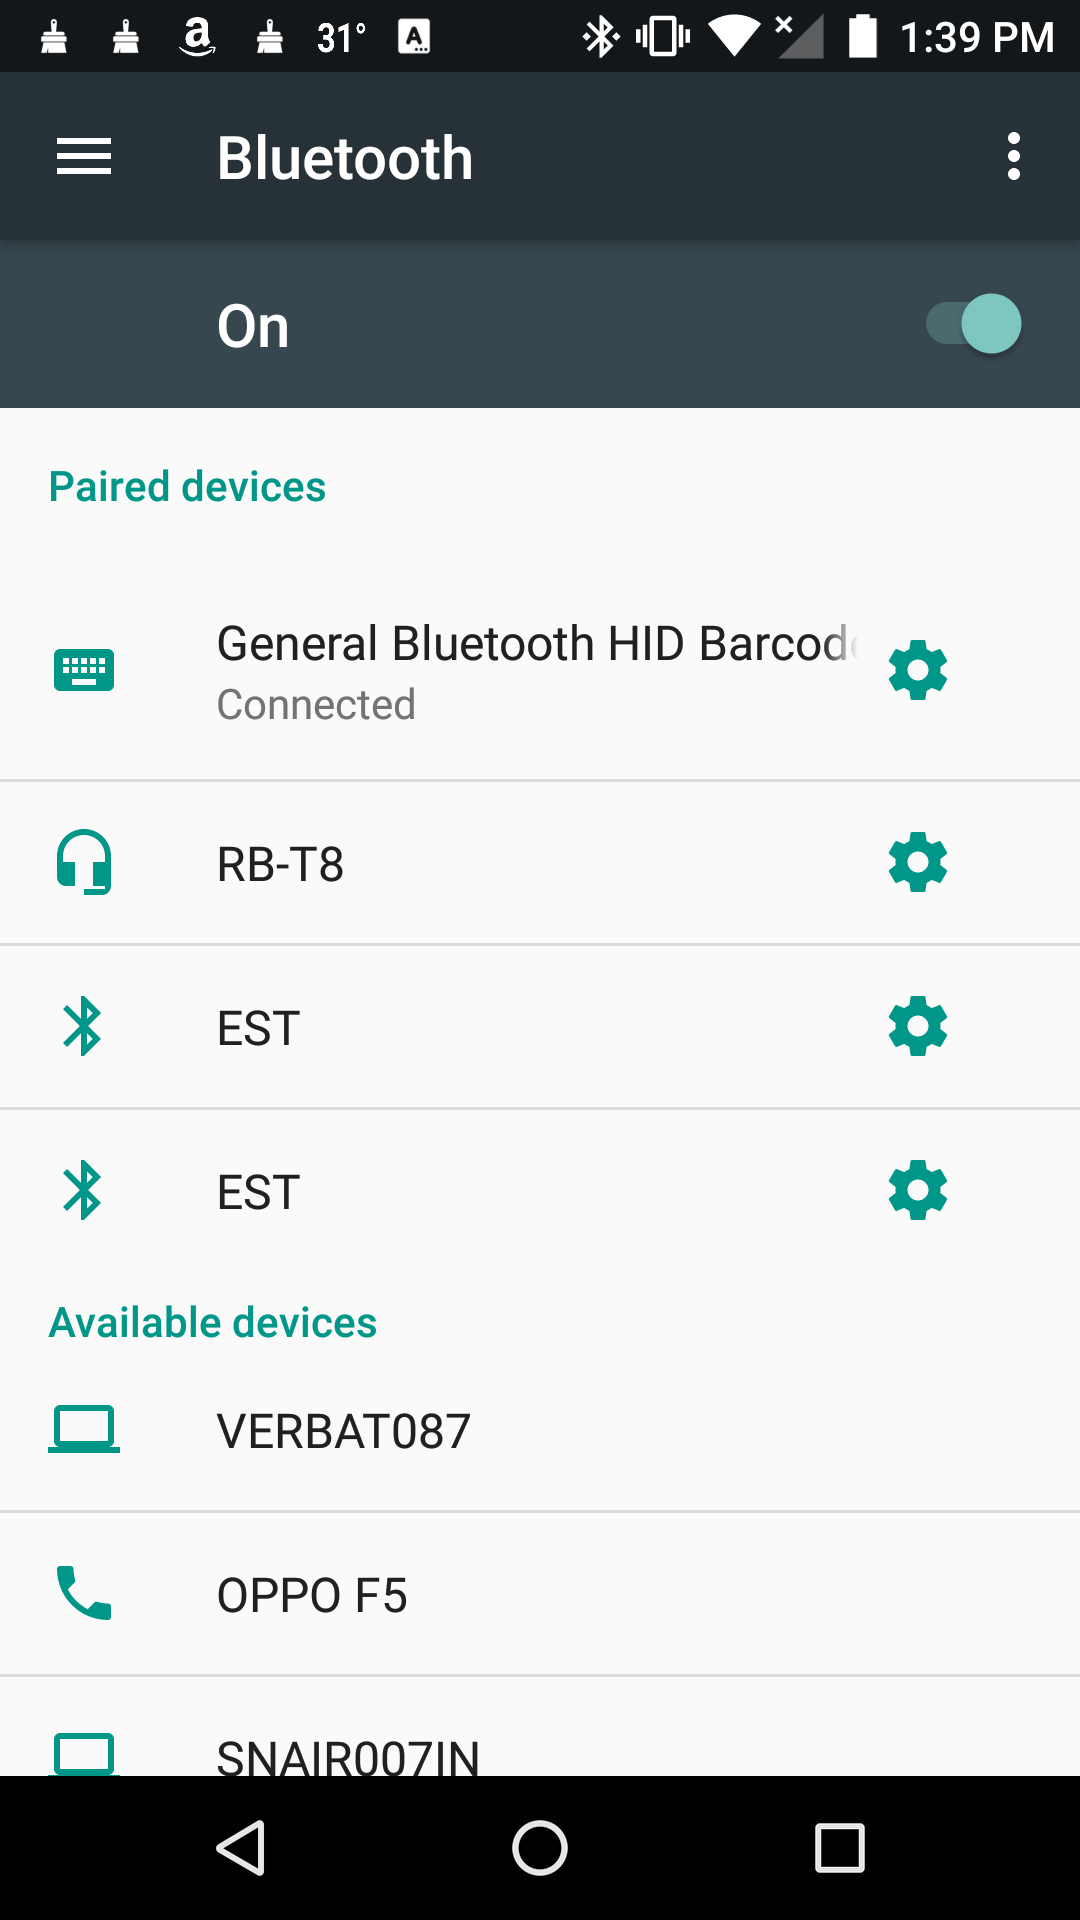 31° A 1:39 PM
Bluetooth
On
Paired devices
General Bluetooth HID Barcod
Connected
RB-T8
EST
EST
Available devices
VERBAT087
OPPO F5
SNAIR007IN